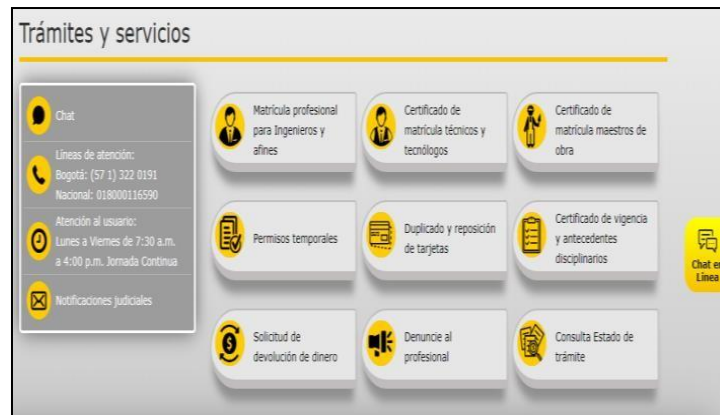 Trámites y servicios
Chat
Líneas de atención:
Bogotá: (57 1) 322 0191
Nacional: 018000116590
Atención al usuario:
Lunes a Viernes de 7:30 a.m.
a 4:00 p.m. Jornada Continua
Notificaciones judiciales
Matrícula profesional
para Ingenieros y
afines
Certificado de
matrícula técnicos y
tecnólogos
Certificado de
matrícula maestros de
obra
Permisos temporales
Duplicado y reposición
de tarjetas
Certificado de vigencia
y antecedentes
disciplinarios
Solicitud de
devolución de dinero
Denuncie al
profesional
Consulta Estado de
trámite
Chat en
Línea